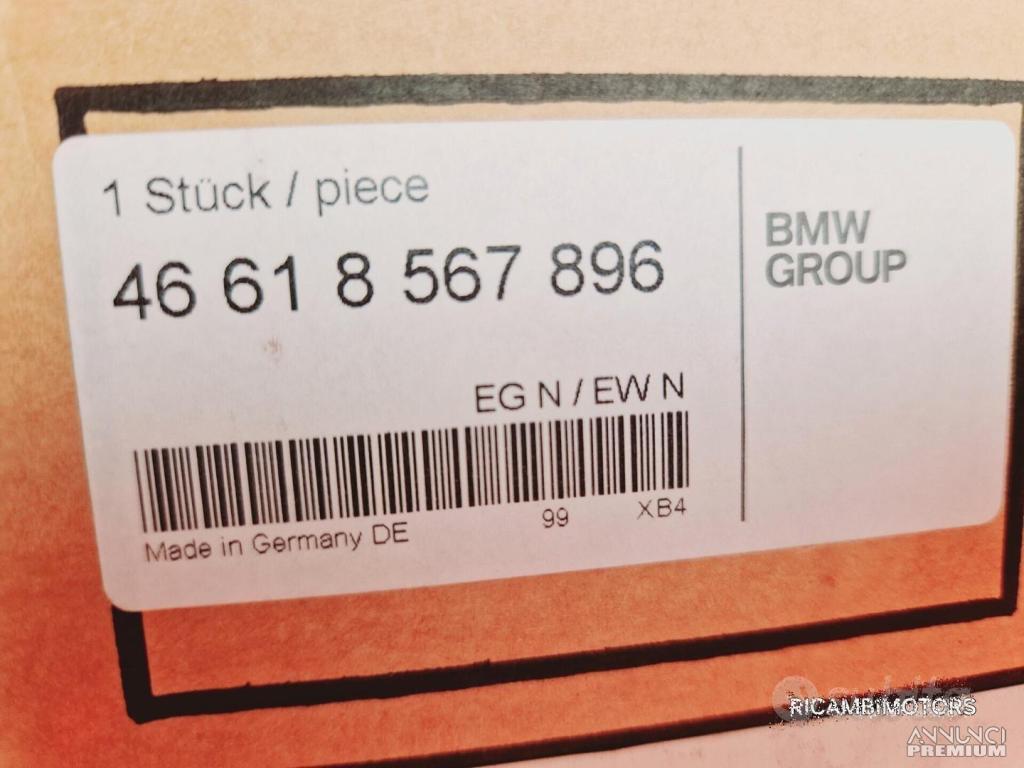 1 Stück / piece
46 61 8 567 896
BMW
GROUP
EG N / EW N
Made in Germany DE
99
XB4
RICAMBIMOTORS
ANNUNCI
PREMIUM